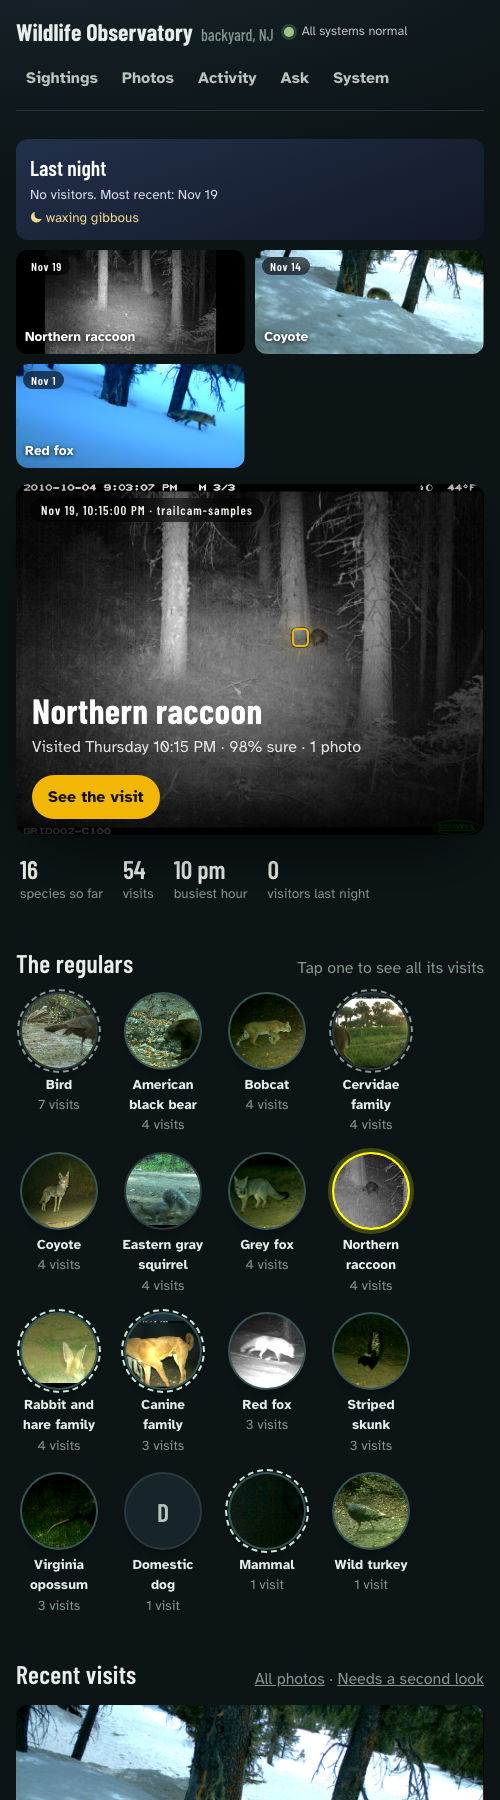 Wildlife Observatory backyard, NJ All systems normal
Sightings Photos Activity Ask System
Last night
No visitors. Most recent: Nov 19
waxing gibbous
Nov 19
Northern raccoon
Nov 14
Coyote
Nov 1
Red fox
2010-10-04 9:03:07 PM M 3/3 44°F
Nov 19, 10:15:00 PM · trailcam-samples
Northern raccoon
Visited Thursday 10:15 PM · 98% sure · 1 photo
See the visit
GRID002-C100
16 54 10 pm 0
species so far visits busiest hour visitors last night
The regulars Tap one to see all its visits
Bird
7 visits
American
black bear
4 visits
Bobcat
4 visits
Cervidae
family
4 visits
Coyote
4 visits
Eastern gray
squirrel
4 visits
Grey fox
4 visits
Northern
raccoon
4 visits
Rabbit and
hare family
4 visits
Canine
family
3 visits
Red fox
3 visits
Striped
skunk
3 visits
Virginia
opossum
3 visits
D
Domestic
dog
1 visit
Mammal
1 visit
Wild turkey
1 visit
Recent visits All photos · Needs a second look